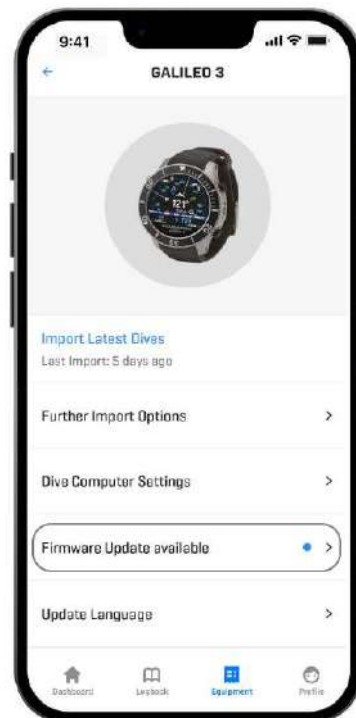 9:41
GALILEO 3
121°
Import Latest Dives
Last Import: 5 days ago
Further Import Options
Dive Computer Settings
Firmware Update available
Update Language
Dashboard Logbook Equipment Profile